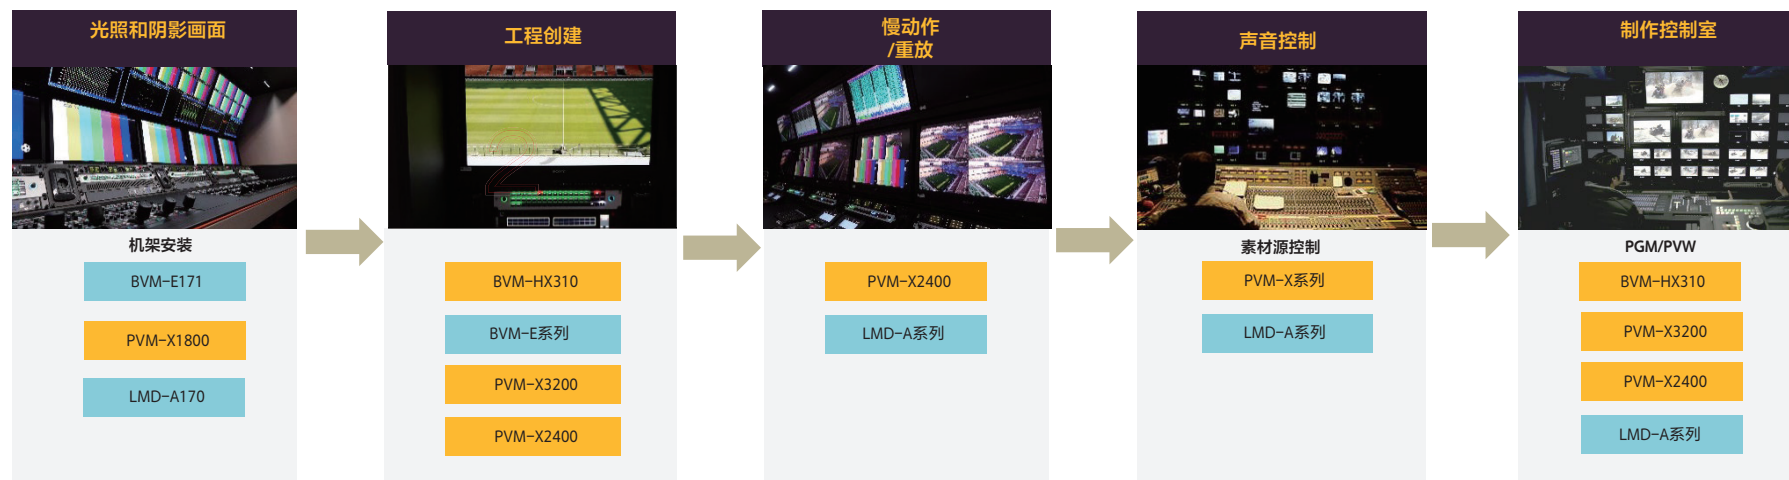 光照和阴影画面
机架安装
BVM-E171
PVM-X1800
LMD-A170
工程创建
BVM-HX310
BVM-E系列
PVM-X3200
PVM-X2400
慢动作
/重放
PVM-X2400
LMD-A系列
声音控制
素材源控制
PVM-X系列
LMD-A系列
制作控制室
PGM/PVW
BVM-HX310
PVM-X3200
PVM-X2400
LMD-A系列